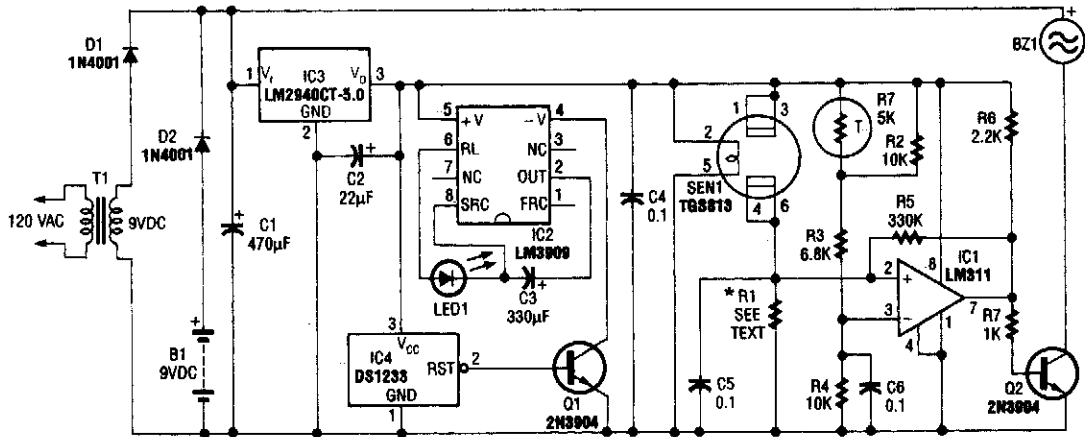 D1
1N4001
D2
1N4001
T1
120 VAC
9VDC
B1
9VDC
+
C1
470µF
+
1 VI IC3 VO 3
LM2940CT-5.0
GND
2
C2
22µF
+
5 +V -V 4
6 RL NC 3
7 NC OUT 2
8 SRC FRC 1
IC2
LM3909
LED1
C3
330µF
+
3
VCC
IC4
DS1233
RST 2
GND
1
Q1
2N3904
C4
0.1
1 3
2
5
SEN1
TGS813
4 6
C5
0.1
* R1
SEE
TEXT
T
R7
5K
R2
10K
R3
6.8K
R4
10K
C6
0.1
R5
330K
IC1
LM311
2 +
3 -
8
7
1
4
R6
2.2K
R7
1K
Q2
2N3904
BZ1
+